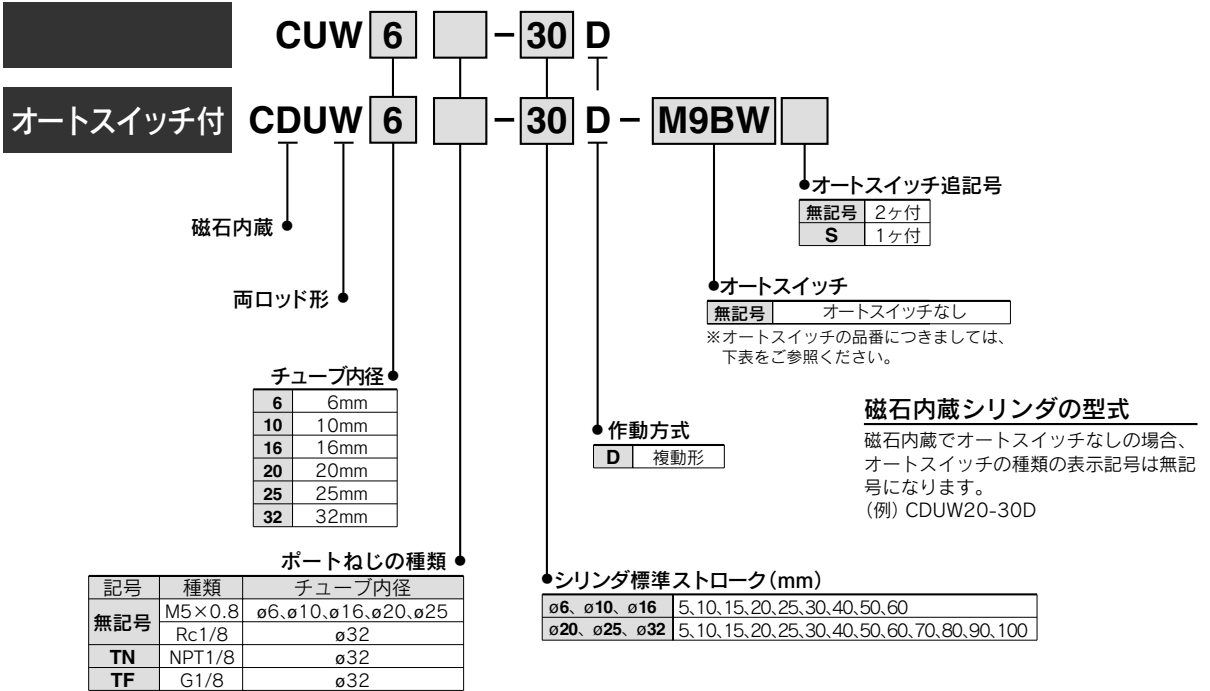 CUW 6 - 30 D
オートスイッチ付 CDUW 6 - 30 D - M9BW
磁石内蔵
両ロッド形
チューブ内径
6 6mm
10 10mm
16 16mm
20 20mm
25 25mm
32 32mm
ポートねじの種類
記号 種類 チューブ内径
無記号 M5×0.8 ø6、ø10、ø16、ø20、ø25
Rc1/8 ø32
TN NPT1/8 ø32
TF G1/8 ø32
オートスイッチ追記号
無記号 2ヶ付
S 1ヶ付
オートスイッチ
無記号 オートスイッチなし
※オートスイッチの品番につきましては、
下表をご参照ください。
作動方式
D 複動形
シリンダ標準ストローク(mm)
ø6、ø10、ø16 5、10、15、20、25、30、40、50、60
ø20、ø25、ø32 5、10、15、20、25、30、40、50、60、70、80、90、100
磁石内蔵シリンダの型式
磁石内蔵でオートスイッチなしの場合、
オートスイッチの種類の表示記号は無記
号になります。
(例) CDUW20-30D